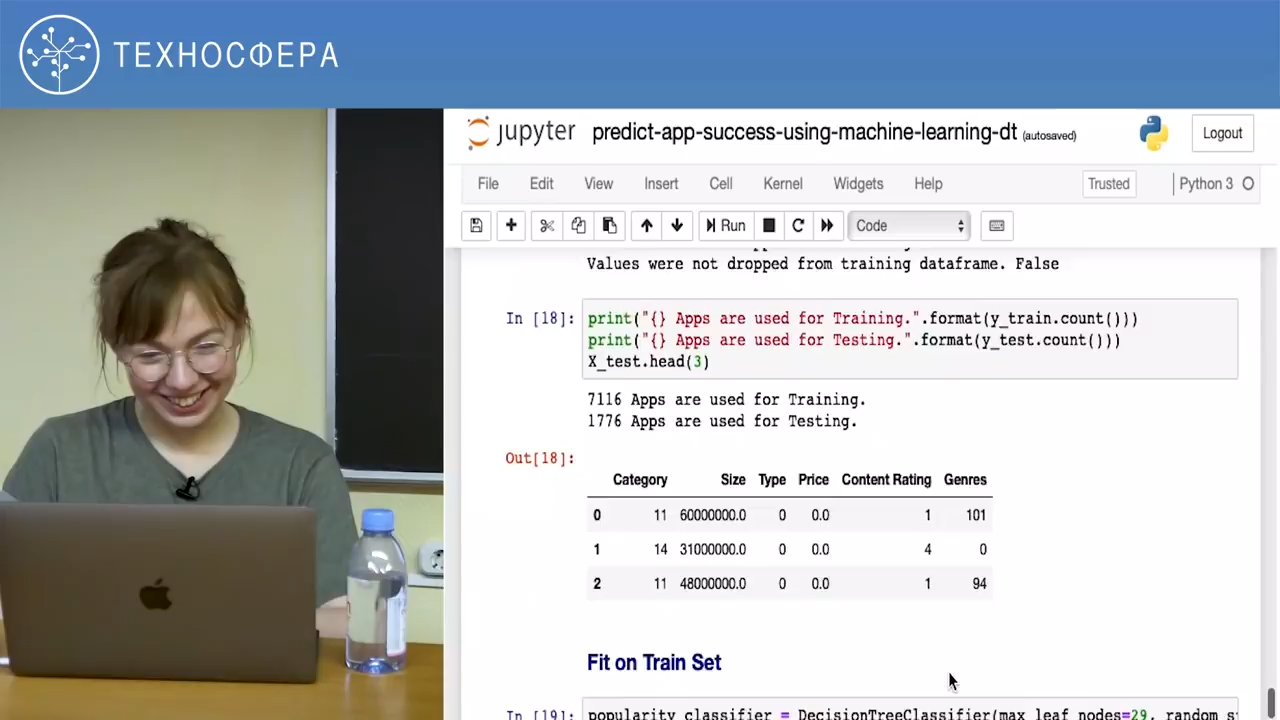 ТЕХНОСФЕРА
jupyter predict-app-success-using-machine-learning-dt (autosaved) Logout
File Edit View Insert Cell Kernel Widgets Help Trusted Python 3
Run Code
Values were not dropped from training dataframe. False
In [18]: print("{} Apps are used for Training.".format(y_train.count()))
print("{} Apps are used for Testing.".format(y_test.count()))
X_test.head(3)
7116 Apps are used for Training.
1776 Apps are used for Testing.
Out[18]:
Category Size Type Price Content Rating Genres
0 11 60000000.0 0 0.0 1 101
1 14 31000000.0 0 0.0 4 0
2 11 48000000.0 0 0.0 1 94
Fit on Train Set
In [19]: popularity_classifier = DecisionTreeClassifier(max_leaf_nodes=29, random_s